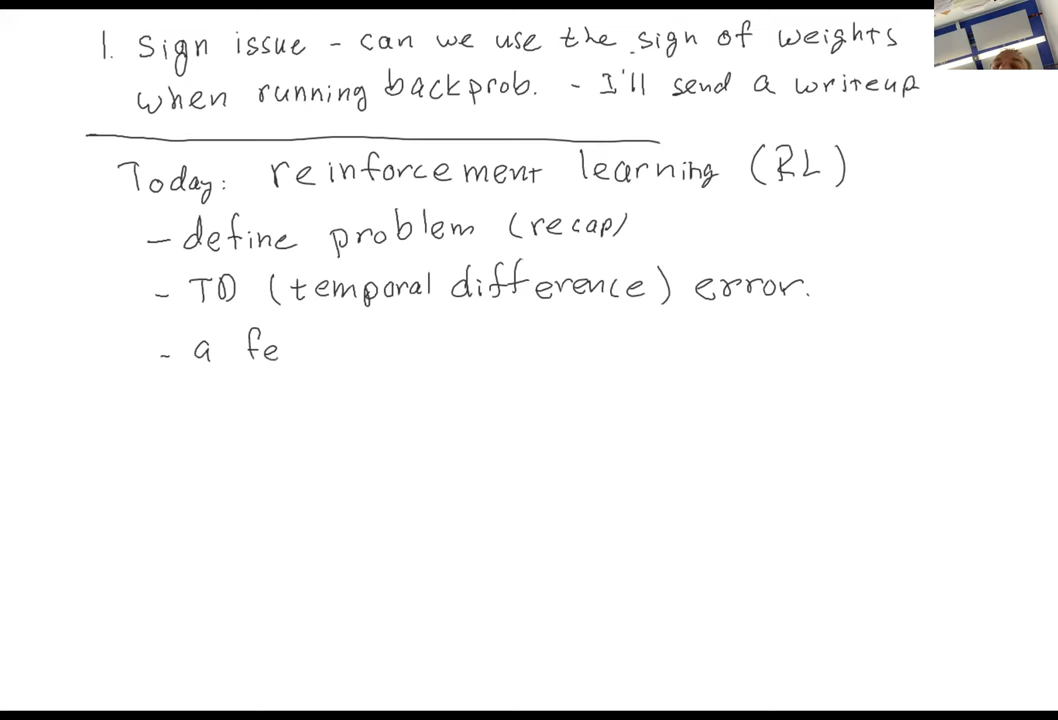 1. Sign issue - can we use the sign of weights
when running backprob. - I'll send a writeup
Today: reinforcement learning (RL)
- define problem (recap)
- TD (temporal difference) error.
- a fe